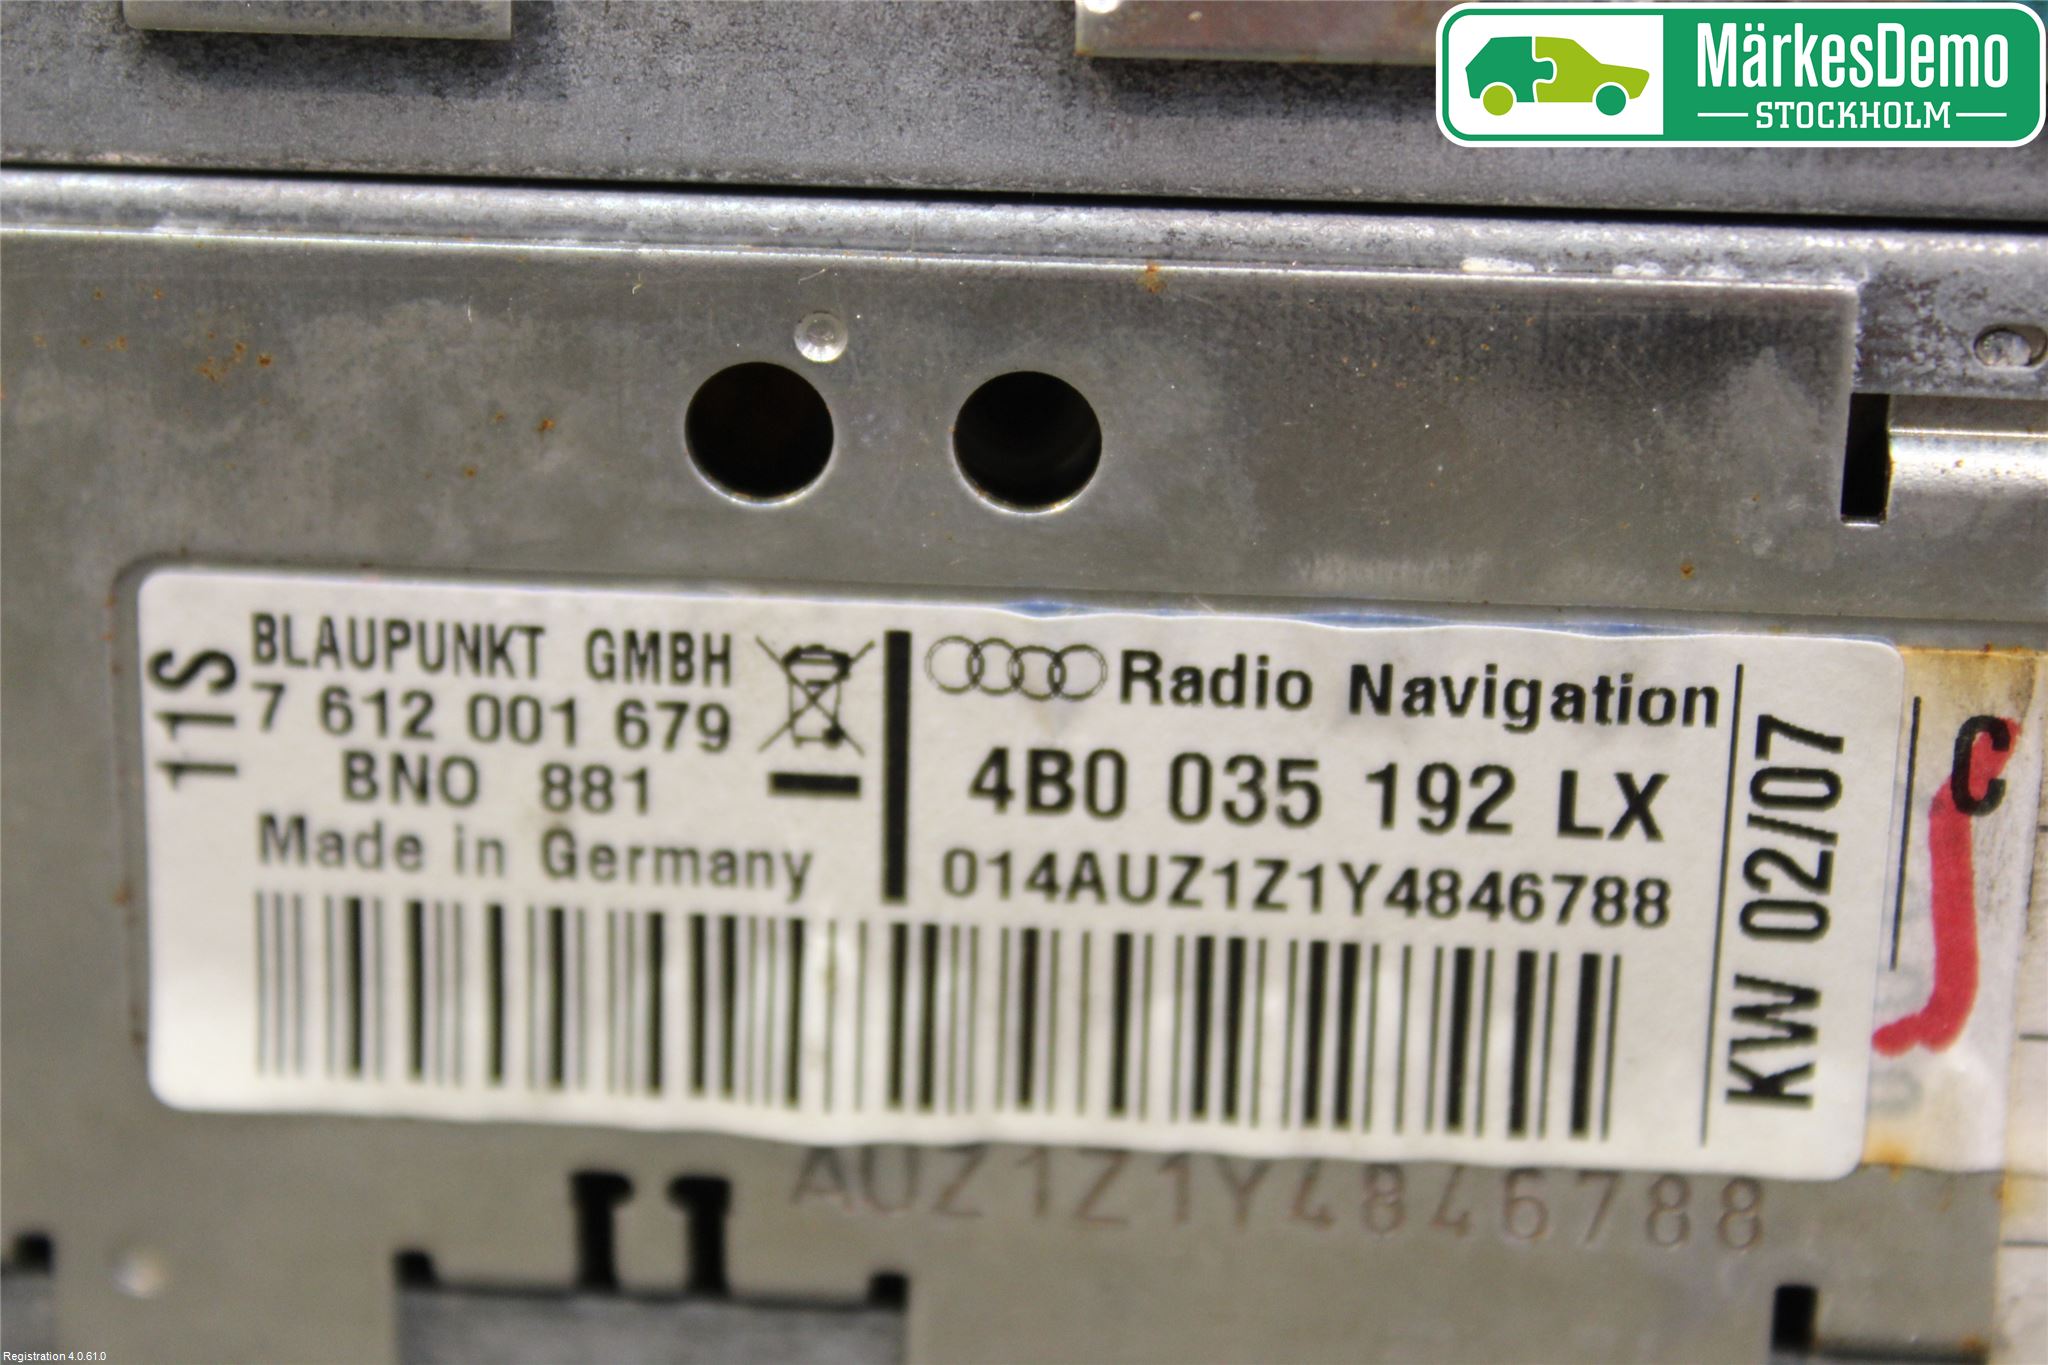 MärkesDemo
STOCKHOLM
11S
BLAUPUNKT GMBH
7 612 001 679
BNO 881
Made in Germany
Radio Navigation
4B0 035 192 LX
014AUZ1Z1Y4846788
KW 02/07
C
AUZ1Z1Y4846788
Registration 4.0.61.0